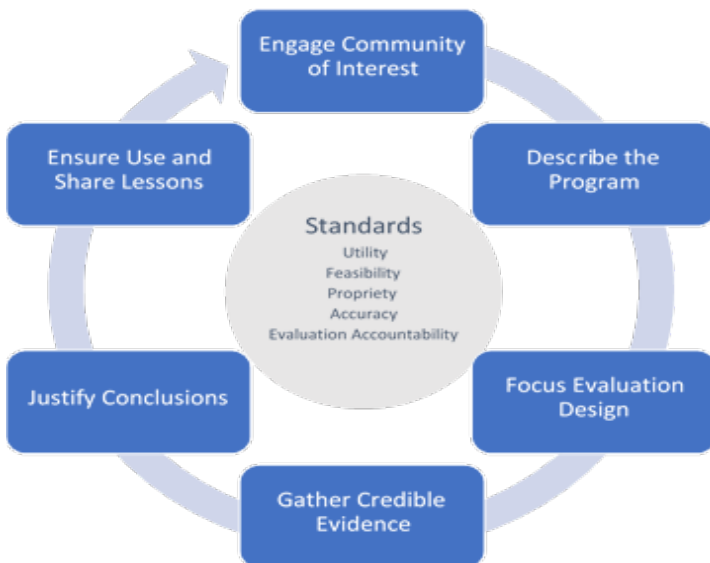 Engage Community
of Interest
Describe the
Program
Focus Evaluation
Design
Gather Credible
Evidence
Justify Conclusions
Ensure Use and
Share Lessons
Standards
Utility
Feasibility
Propriety
Accuracy
Evaluation Accountability